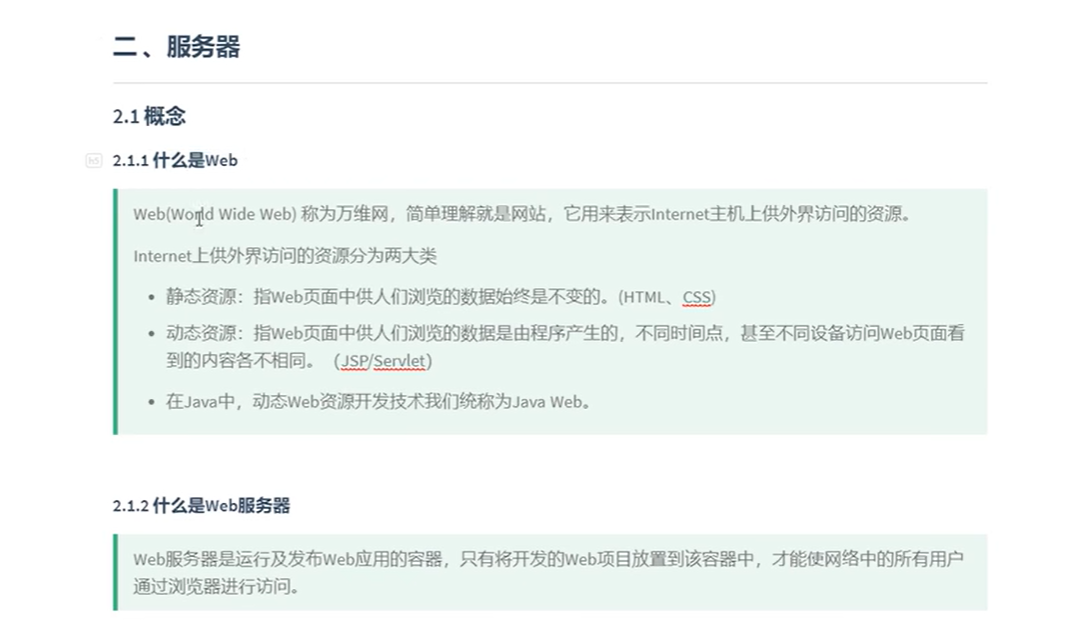 二、服务器
2.1 概念
h5
2.1.1 什么是Web
Web(World Wide Web) 称为万维网，简单理解就是网站，它用来表示Internet主机上供外界访问的资源。
Internet上供外界访问的资源分为两大类
• 静态资源：指Web页面中供人们浏览的数据始终是不变的。(HTML、CSS)
• 动态资源：指Web页面中供人们浏览的数据是由程序产生的，不同时间点，甚至不同设备访问Web页面看
到的内容各不相同。（JSP/Servlet）
• 在Java中，动态Web资源开发技术我们统称为Java Web。
2.1.2 什么是Web服务器
Web服务器是运行及发布Web应用的容器，只有将开发的Web项目放置到该容器中，才能使网络中的所有用户
通过浏览器进行访问。